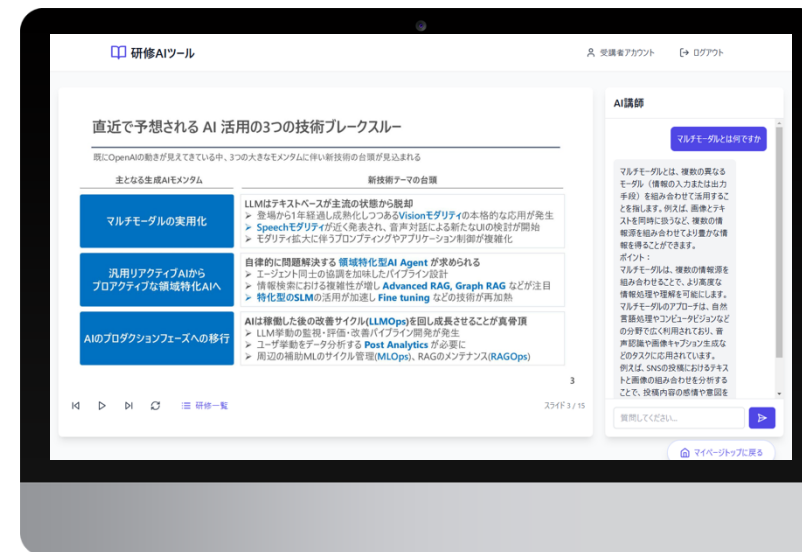 研修AIツール
受講者アカウント
ログアウト
直近で予想される AI 活用の3つの技術ブレークスルー
既にOpenAIの動きが見えてきている中、3つの大きなモメンタムに伴い新技術の台頭が見込まれる
主となる生成AIモメンタム
新技術テーマの台頭
マルチモーダルの実用化
LLMはテキストベースが主流の状態から脱却
➢ 登場から1年経過し成熟化しつつあるVisionモダリティの本格的な応用が発生
➢ Speechモダリティが近く発表され、音声対話による新たなUIの検討が開始
➢ モダリティ拡大に伴うプロンプティングやアプリケーション制御が複雑化
汎用リアクティブAIから
プロアクティブな領域特化AIへ
自律的に問題解決する 領域特化型AI Agent が求められる
➢ エージェント同士の協調を加味したパイプライン設計
➢ 情報検索における複雑性が増し Advanced RAG, Graph RAG などが注目
➢ 特化型のSLMの活用が加速し Fine tuning などの技術が再加熱
AIのプロダクションフェーズへの移行
AIは稼働した後の改善サイクル(LLMOps)を回し成長させることが真骨頂
➢ LLM挙動の監視・評価・改善パイプライン開発が発生
➢ ユーザ挙動をデータ分析する Post Analytics が必要に
➢ 周辺の補助MLのサイクル管理(MLOps)、RAGのメンテナンス(RAGOps)
3
研修一覧
スライド 3 / 15
AI講師
マルチモーダルとは何ですか
マルチモーダルとは、複数の異なる
モーダル（情報の入力または出力
手段）を組み合わせて活用するこ
とを指します。例えば、画像とテキ
ストを同時に扱うなど、複数の情
報源を組み合わせてより豊かな情
報を得ることができます。
ポイント：
マルチモーダルは、複数の情報源を
組み合わせることで、より高度な
情報処理や理解を可能にします。
マルチモーダルのアプローチは、自然
言語処理やコンピュータビジョンなど
の分野で広く利用されており、音
声認識や画像キャプション生成な
どのタスクに応用されています。
例えば、SNSの投稿におけるテキス
トと画像の組み合わせを分析する
ことで、投稿内容の感情や意図を
質問してください...
マイページトップに戻る